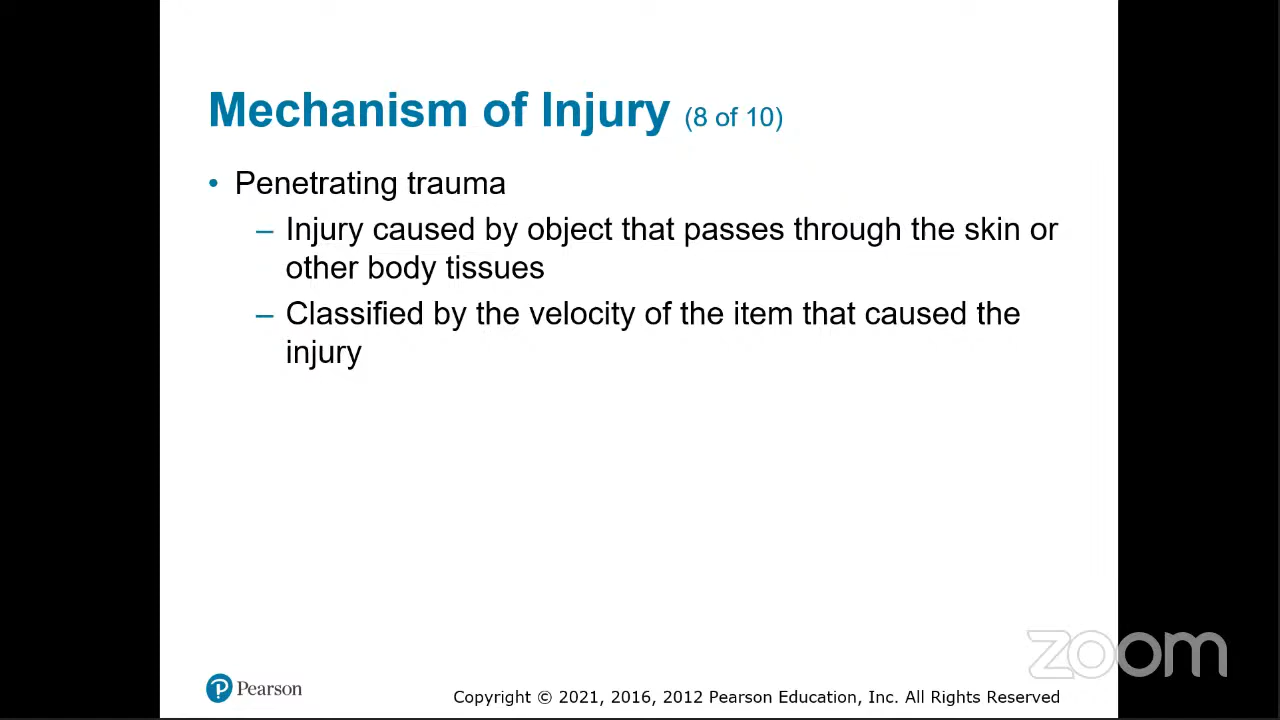 Mechanism of Injury (8 of 10)
• Penetrating trauma
– Injury caused by object that passes through the skin or
other body tissues
– Classified by the velocity of the item that caused the
injury
Pearson
Copyright © 2021, 2016, 2012 Pearson Education, Inc. All Rights Reserved
zoom